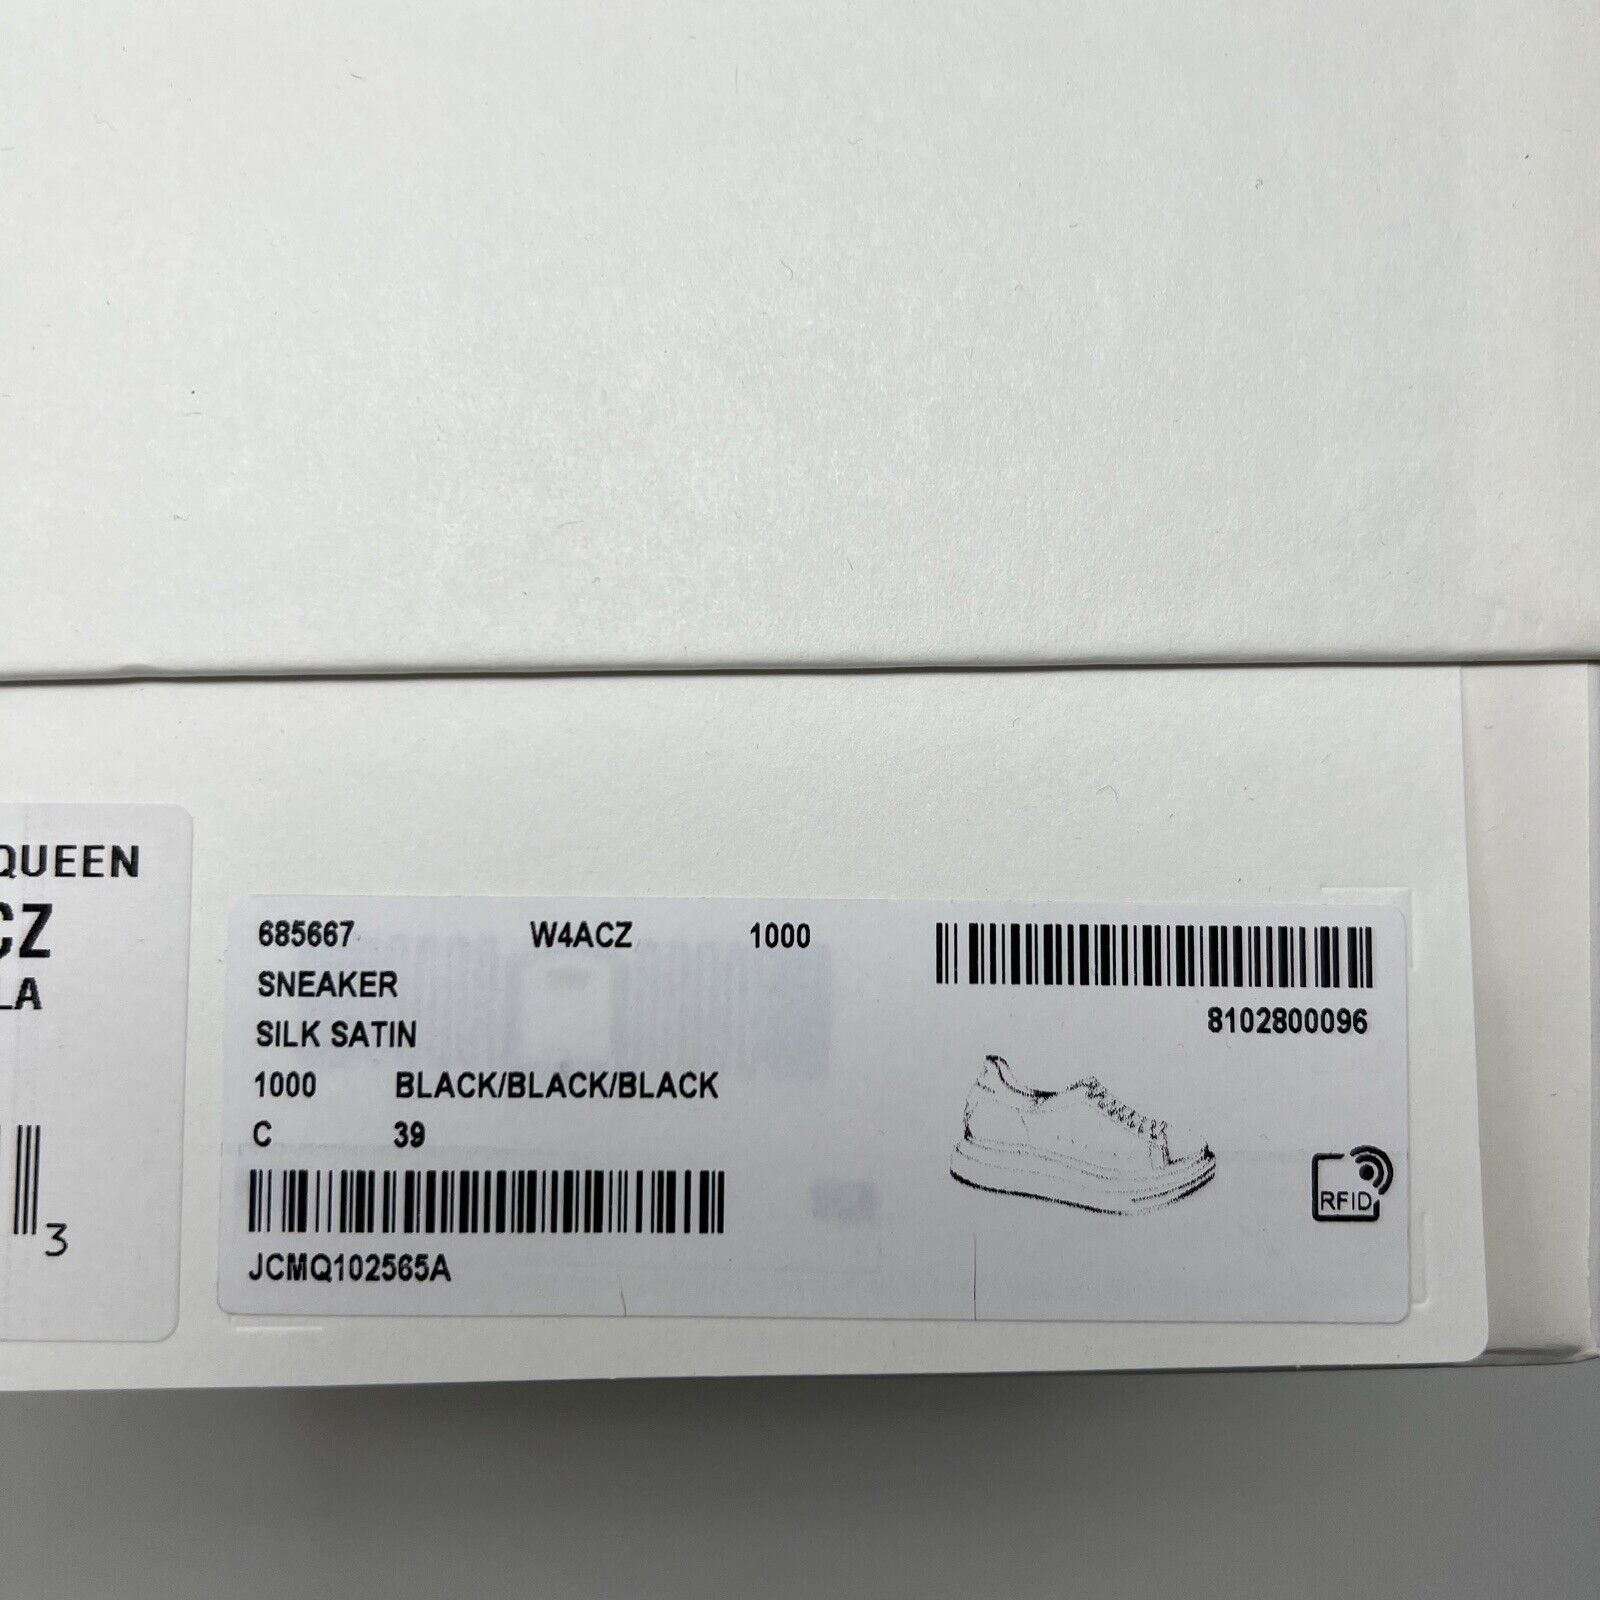 QUEEN
CZ
LA
3
685667 W4ACZ 1000
SNEAKER
SILK SATIN
1000 BLACK/BLACK/BLACK
C 39
JCMQ102565A
8102800096
RFID